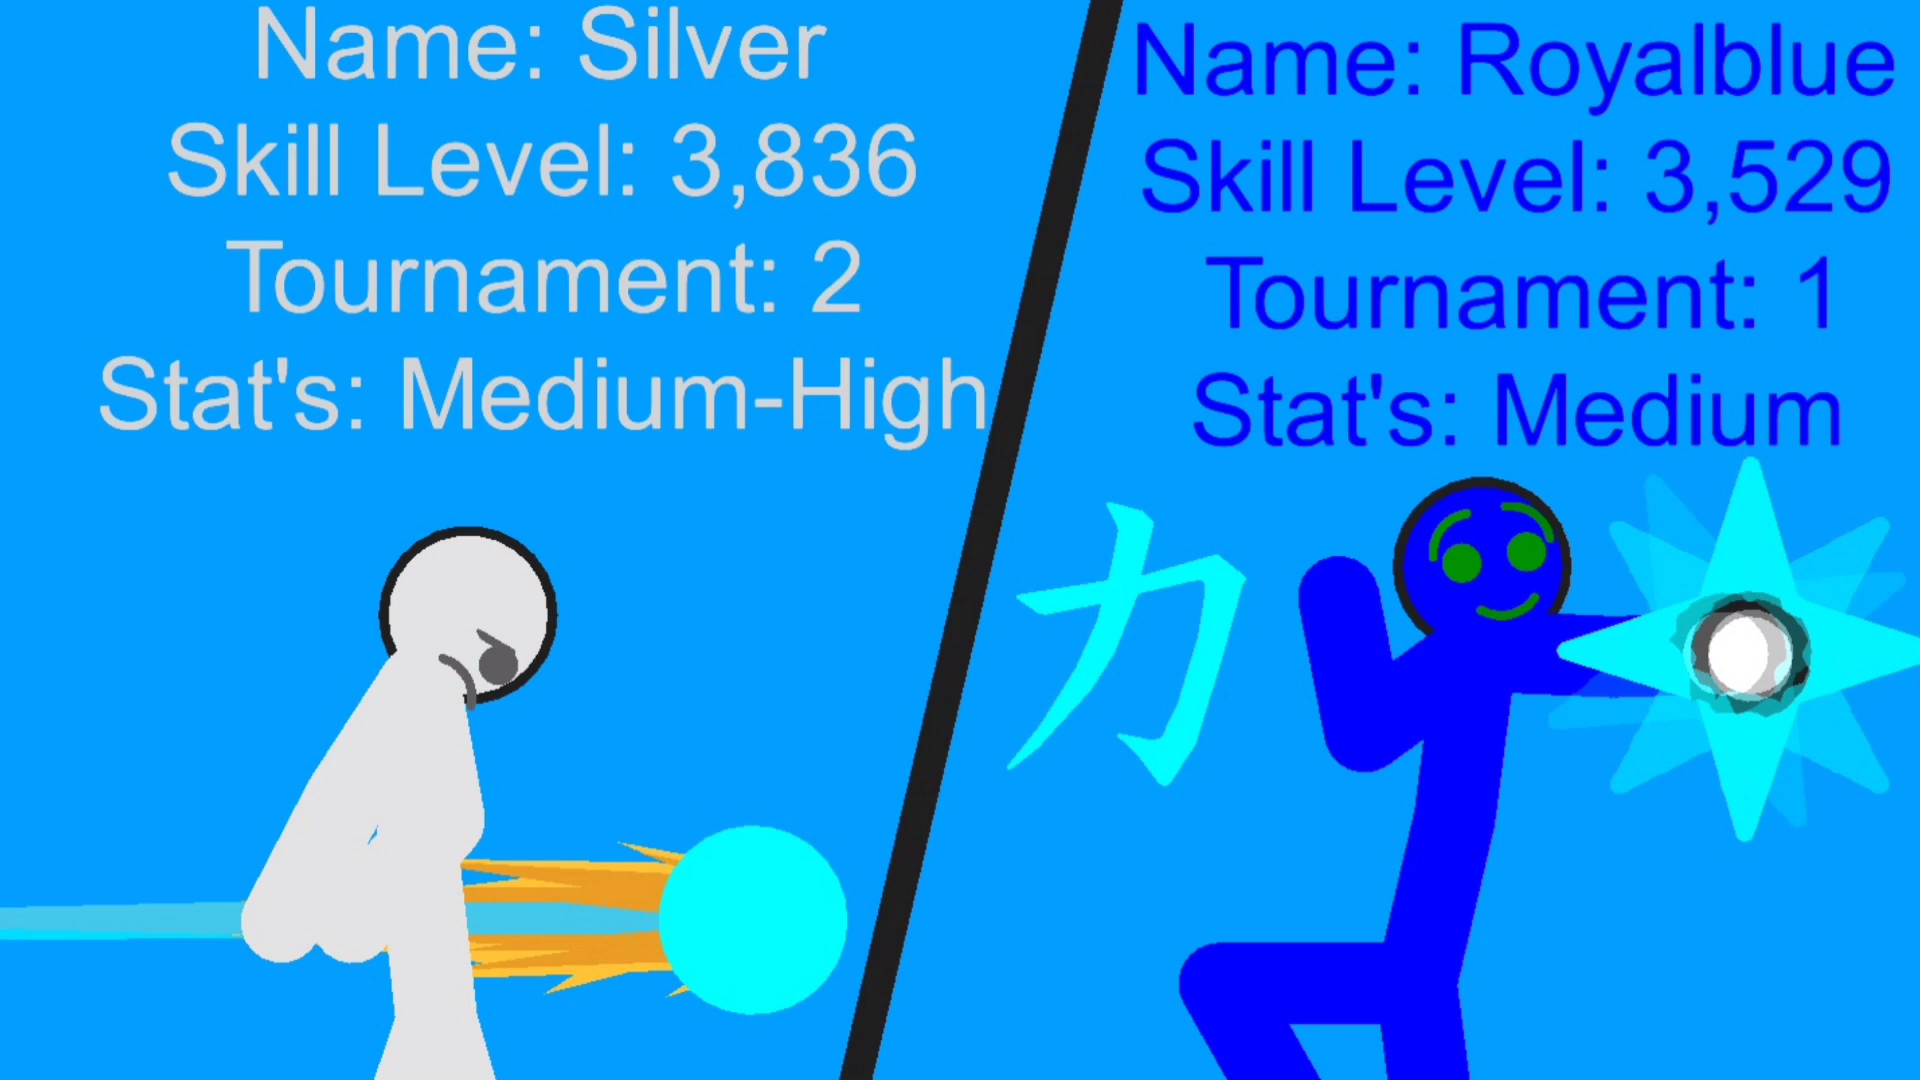 Name: Silver
Skill Level: 3,836
Tournament: 2
Stat's: Medium-High
Name: Royalblue
Skill Level: 3,529
Tournament: 1
Stat's: Medium
力